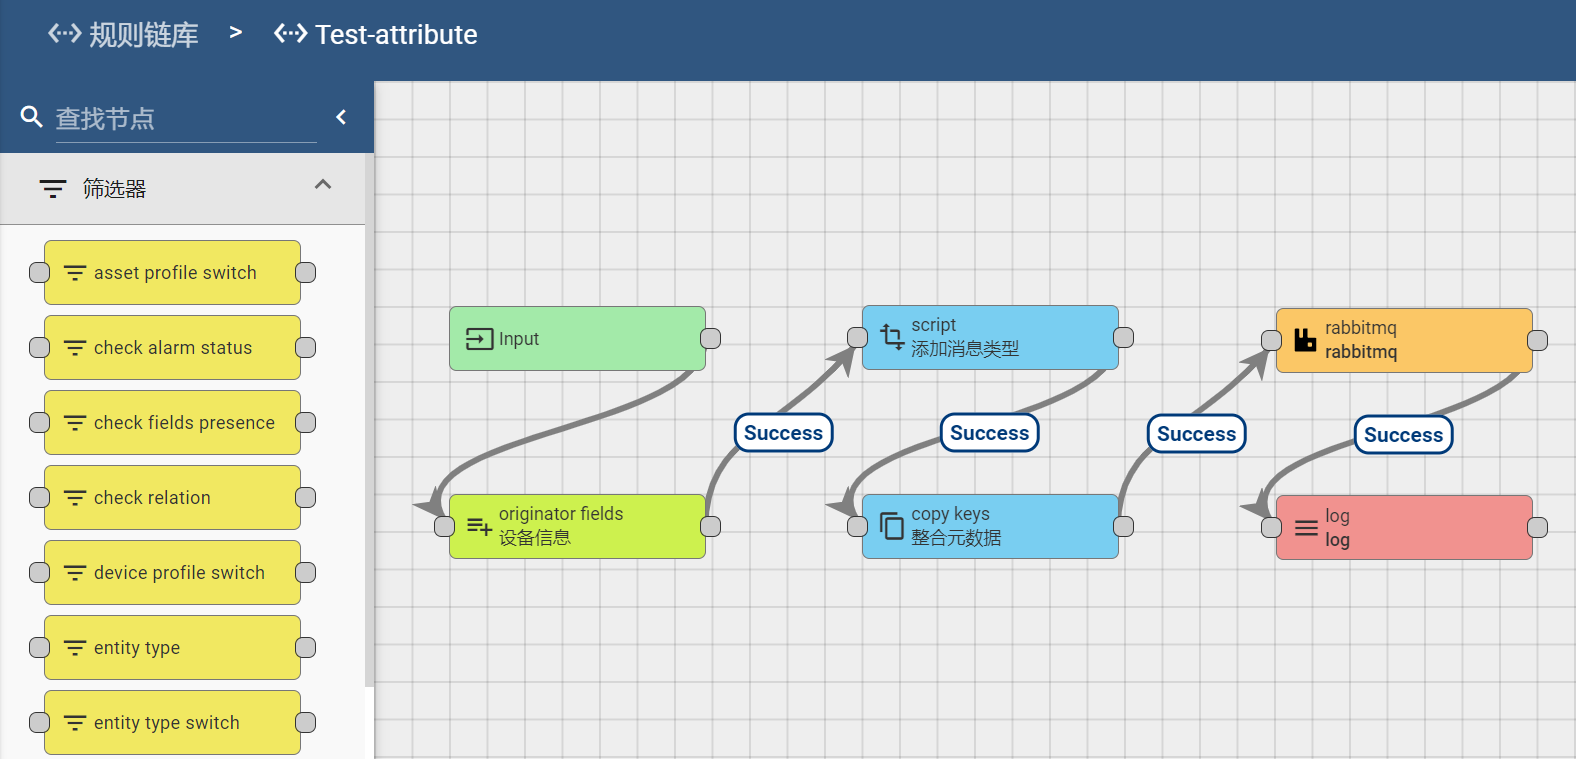 规则链库 > Test-attribute
查找节点
筛选器
asset profile switch
check alarm status
check fields presence
check relation
device profile switch
entity type
entity type switch
Input
originator fields
设备信息
Success
script
添加消息类型
Success
copy keys
整合元数据
Success
rabbitmq
rabbitmq
Success
log
log